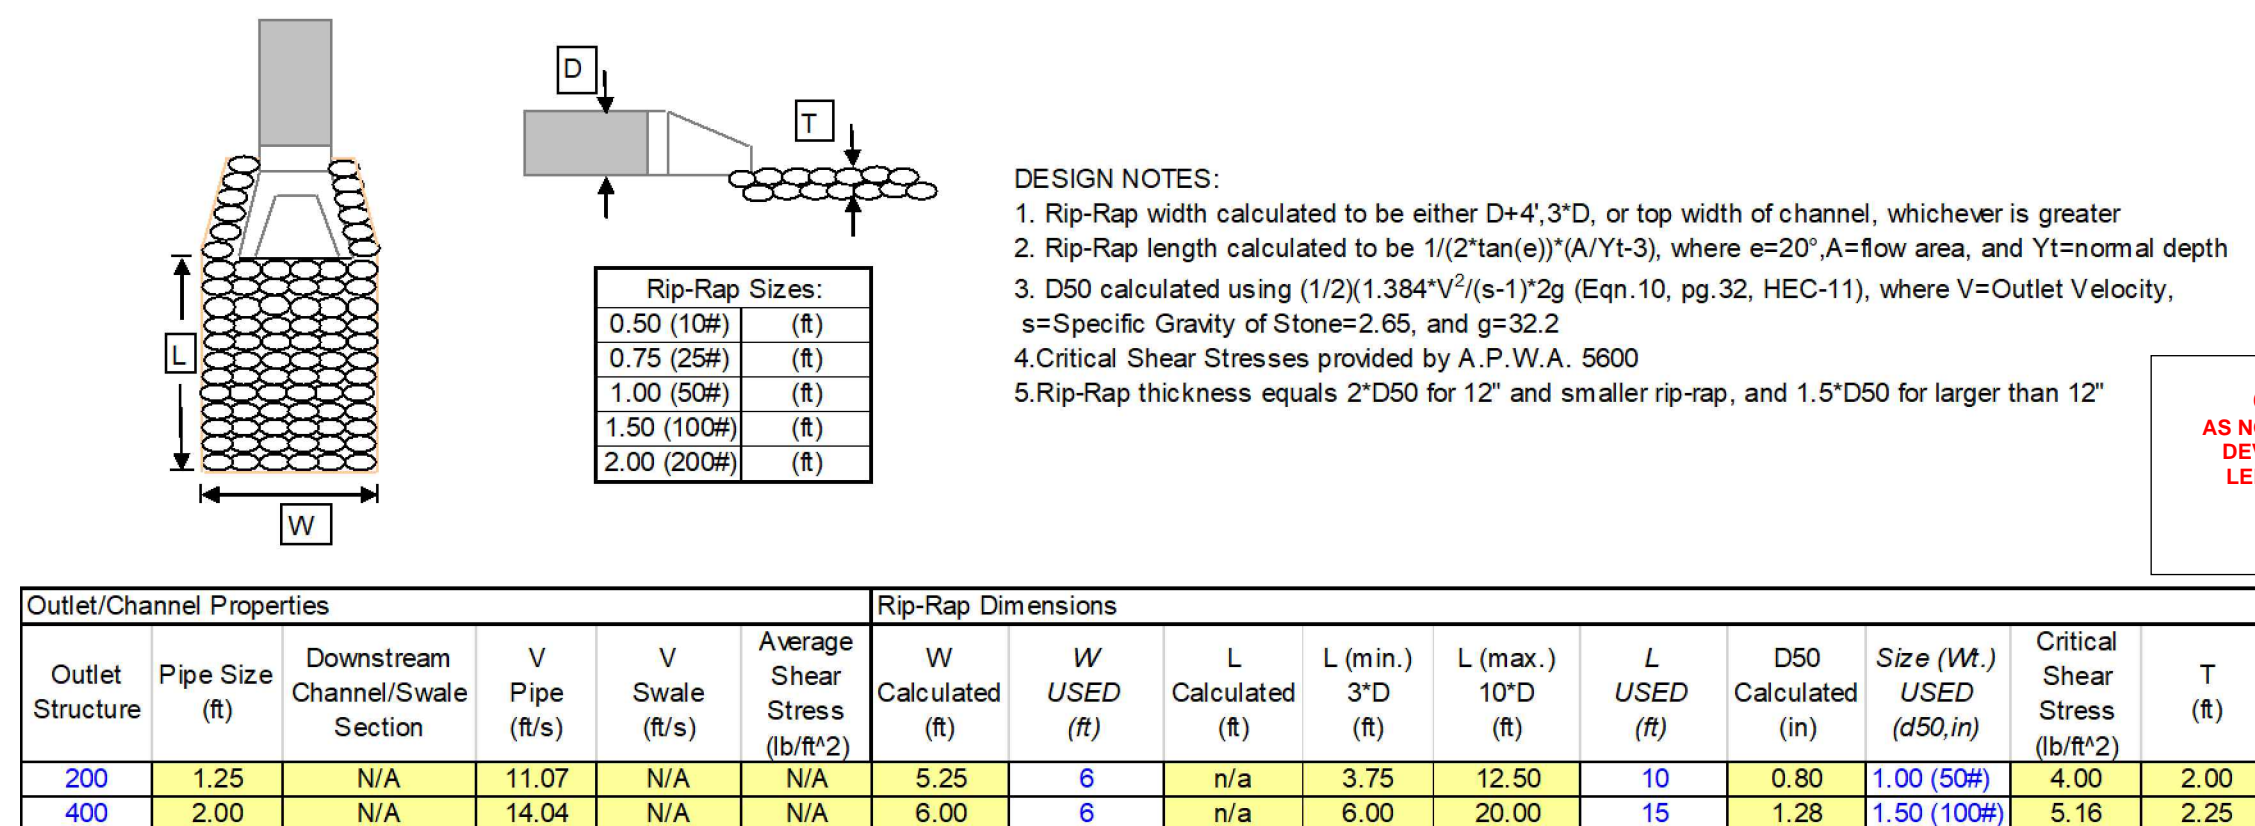 D
T
L
W
Rip-Rap Sizes:
0.50 (10#) (ft)
0.75 (25#) (ft)
1.00 (50#) (ft)
1.50 (100#) (ft)
2.00 (200#) (ft)
DESIGN NOTES:
1. Rip-Rap width calculated to be either D+4',3*D, or top width of channel, whichever is greater
2. Rip-Rap length calculated to be 1/(2*tan(e))*(A/Yt-3), where e=20°,A=flow area, and Yt=normal depth
3. D50 calculated using (1/2)(1.384*V²/(s-1)*2g (Eqn.10, pg.32, HEC-11), where V=Outlet Velocity,
s=Specific Gravity of Stone=2.65, and g=32.2
4.Critical Shear Stresses provided by A.P.W.A. 5600
5.Rip-Rap thickness equals 2*D50 for 12" and smaller rip-rap, and 1.5*D50 for larger than 12"
AS
Outlet/Channel Properties Rip-Rap Dimensions
Outlet Structure Pipe Size (ft) Downstream Channel/Swale Section V Pipe (ft/s) V Swale (ft/s) Average Shear Stress (lb/ft^2) W Calculated (ft) W USED (ft) L Calculated (ft) L (min.) 3*D (ft) L (max.) 10*D (ft) L USED (ft) D50 Calculated (in) Size (Wt.) USED (d50,in) Critical Shear Stress (lb/ft^2) T (ft)
200 1.25 N/A 11.07 N/A N/A 5.25 6 n/a 3.75 12.50 10 0.80 1.00 (50#) 4.00 2.00
400 2.00 N/A 14.04 N/A N/A 6.00 6 n/a 6.00 20.00 15 1.28 1.50 (100#) 5.16 2.25